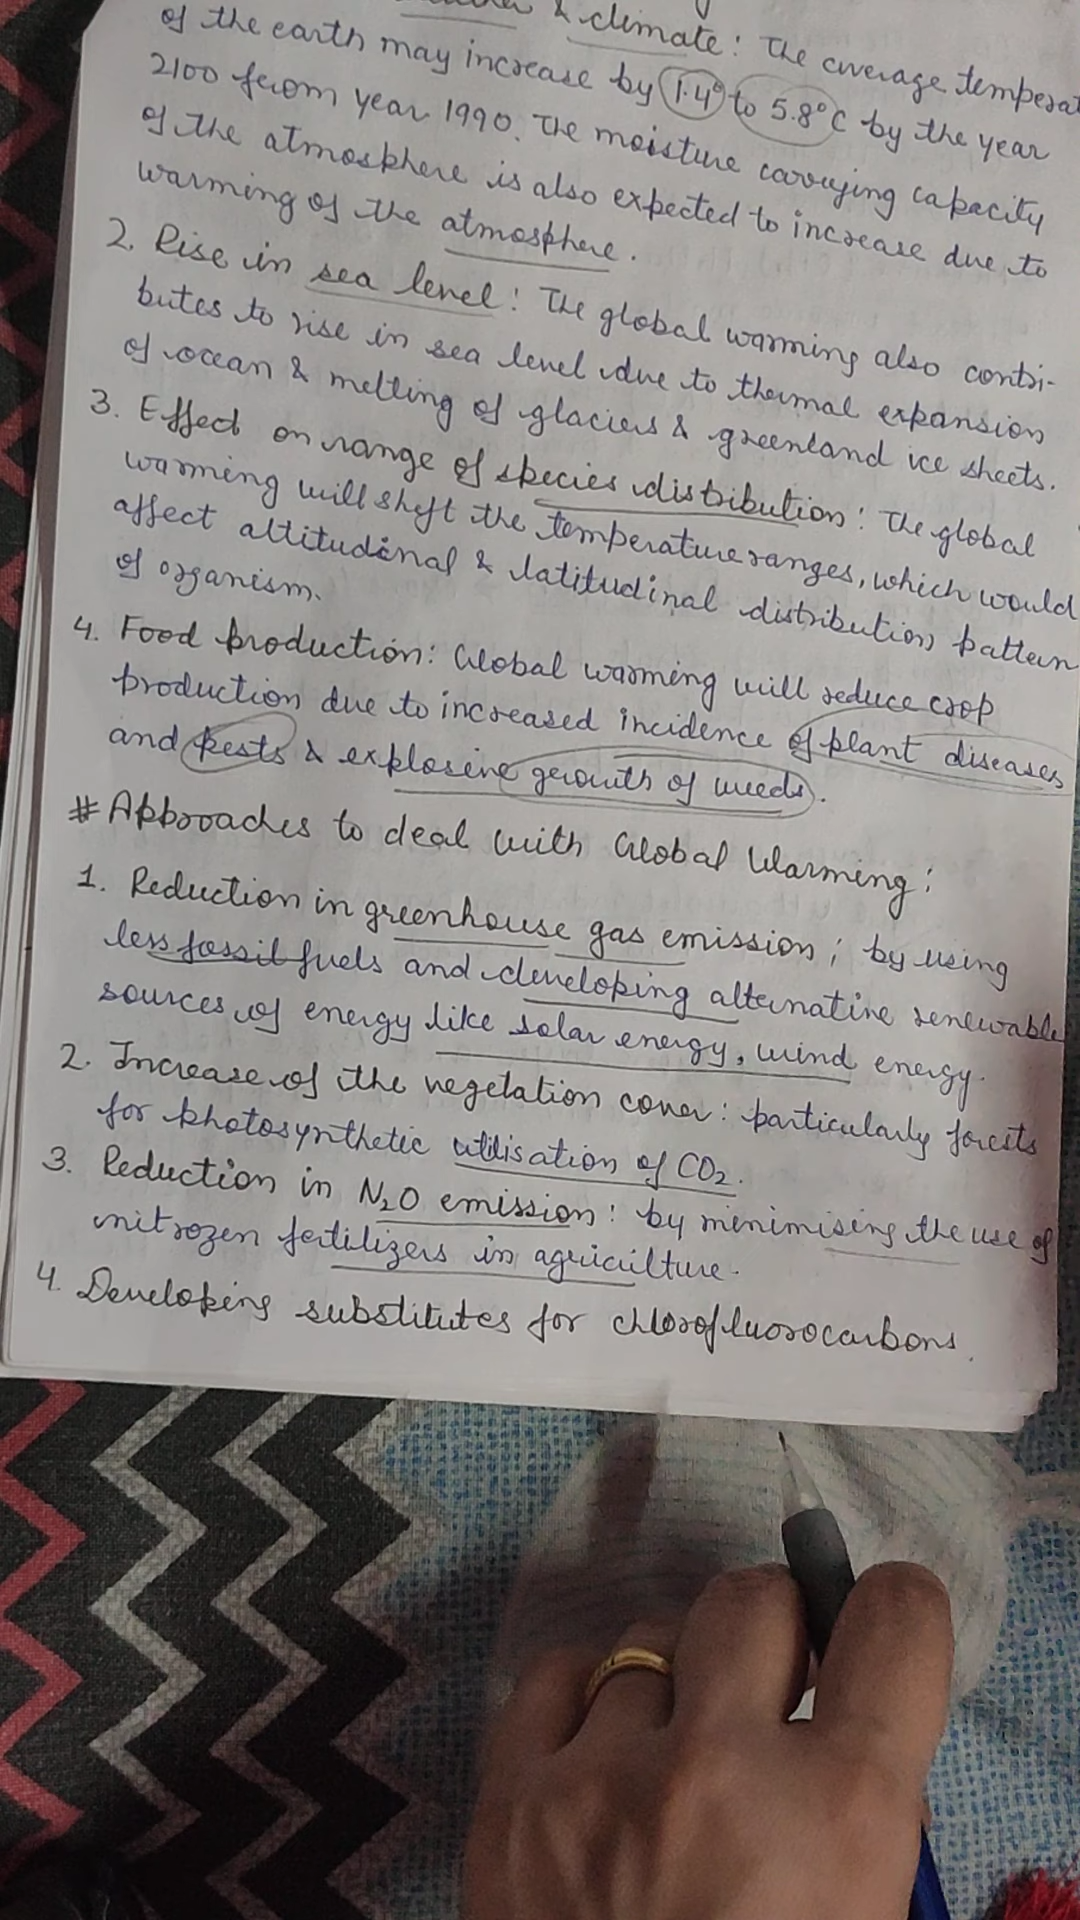 & climate: The average temperat
of the earth may increase by 1.4° to 5.8°C by the year
2100 from year 1990. The moisture carrying capacity
of the atmosphere is also expected to increase due to
warming of the atmosphere.
2. Rise in sea level: The global warming also contri-
butes to rise in sea level due to thermal expansion
of ocean & melting of glaciers & greenland ice sheets.
3. Effect on range of species distribution: The global
warming will shift the temperature ranges, which would
affect altitudinal & latitudinal distribution pattern
of organism.
4. Food production: Global warming will reduce crop
production due to increased incidence of plant diseases
and pests & explosive growth of weeds.
# Approaches to deal with Global Warming:
1. Reduction in greenhouse gas emission; by using
less fossil fuels and developing alternative renewable
sources of energy like solar energy, wind energy.
2. Increase of the vegetation cover: particularly forests
for photosynthetic utilisation of CO₂.
3. Reduction in N₂O emission: by minimising the use of
nitrozen fertilizers in agriculture.
4. Developing substitutes for chlorofluorocarbons.